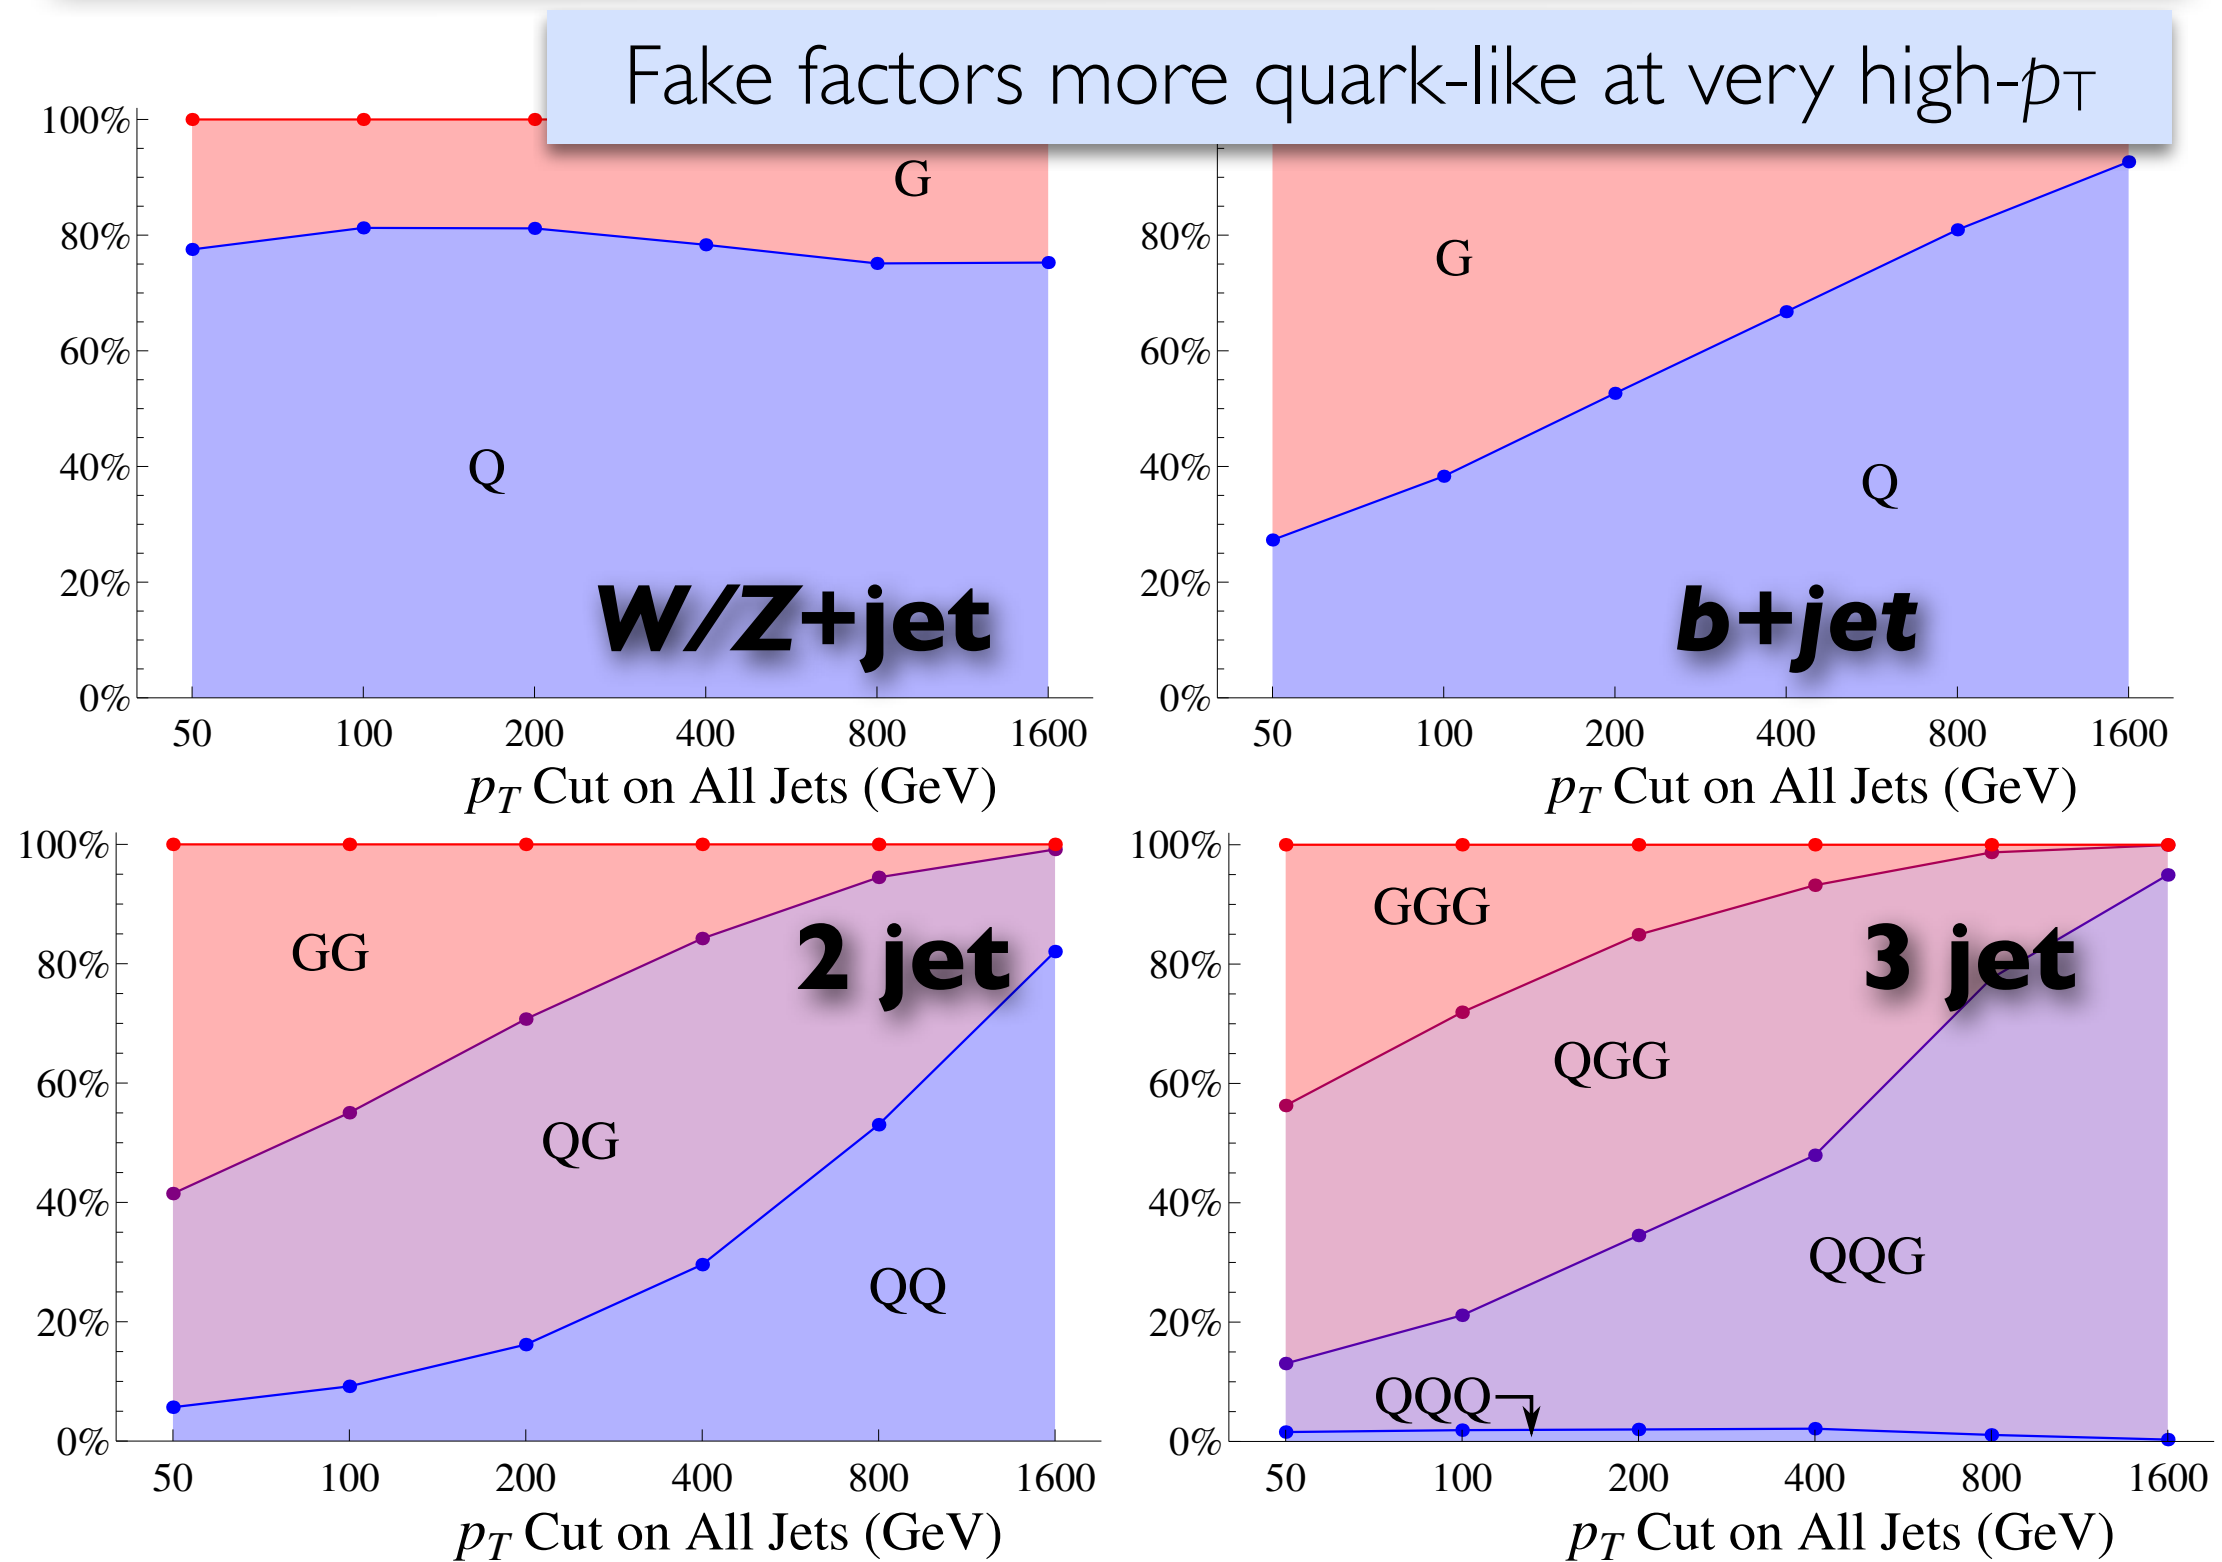 Fake factors more quark-like at very high-pT
100%
80%
60%
40%
20%
0%
G
Q
W/Z+jet
50 100 200 400 800 1600
pT Cut on All Jets (GeV)
80%
60%
40%
20%
0%
G
Q
b+jet
50 100 200 400 800 1600
pT Cut on All Jets (GeV)
100%
80%
60%
40%
20%
0%
GG
2 jet
QG
QQ
50 100 200 400 800 1600
pT Cut on All Jets (GeV)
100%
80%
60%
40%
20%
0%
GGG
3 jet
QGG
QQG
QQQ
50 100 200 400 800 1600
pT Cut on All Jets (GeV)